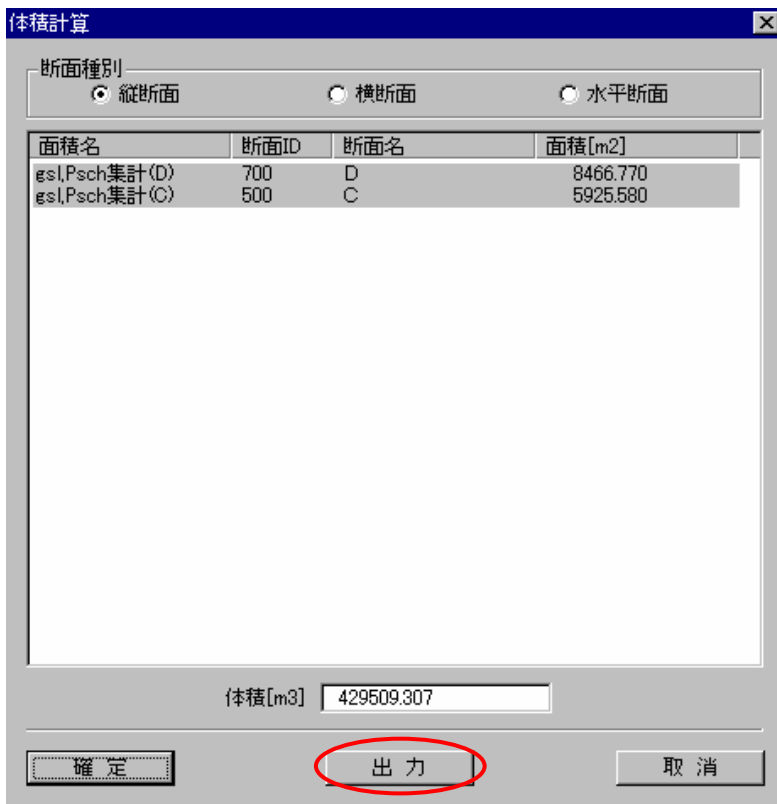 体積計算
断面種別
縦断面 横断面 水平断面
面積名 断面ID 断面名 面積[m2]
gsl,Psch集計(D) 700 D 8466.770
gsl,Psch集計(C) 500 C 5925.580
体積[m3] 429509.307
確 定 出 力 取 消